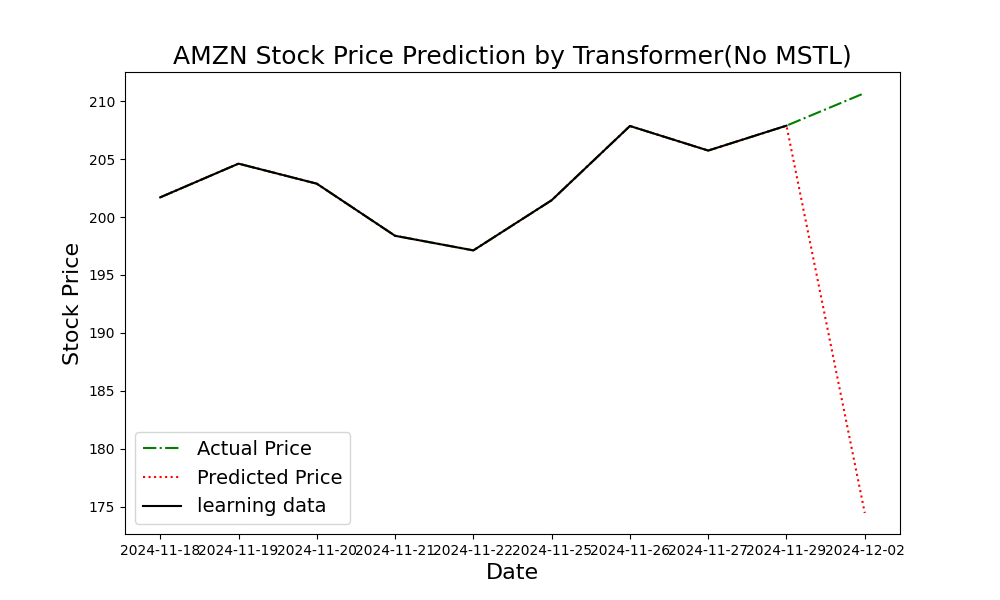 AMZN Stock Price Prediction by Transformer(No MSTL)
210
205
200
195
190
185
180
175
Stock Price
Actual Price
Predicted Price
learning data
2024-11-18 2024-11-19 2024-11-20 2024-11-21 2024-11-22 2024-11-25 2024-11-26 2024-11-27 2024-11-29 2024-12-02
Date